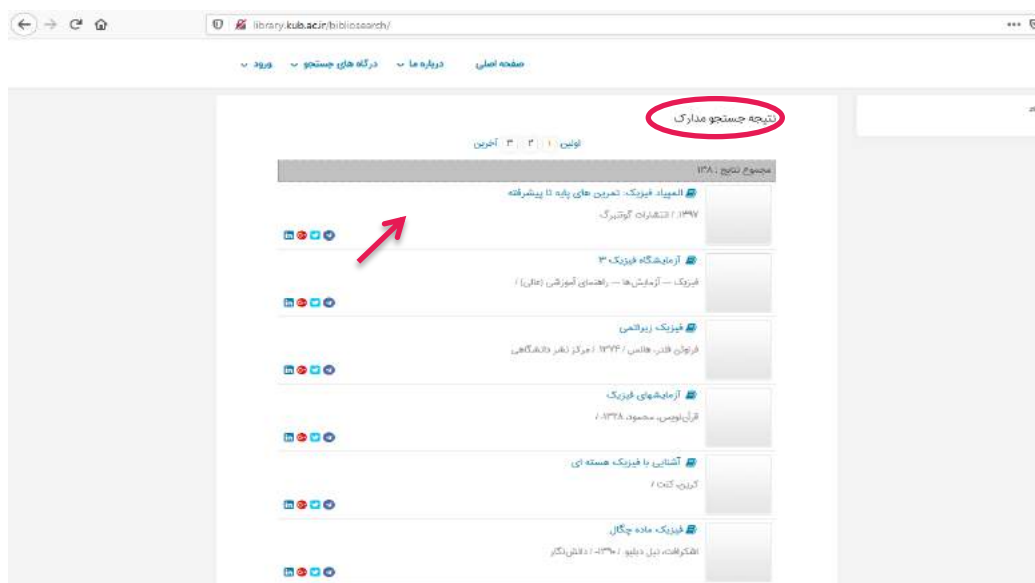 library.kub.ac.ir/bibliosearch/
صفحه اصلی درباره ما درگاه های جستجو ورود
نتیجه جستجو مدارک
اولین ۱ ۲ ۳ آخرین
مجموع نتایج : ۱۳۸
المپیاد فیزیک: تمرین های پایه تا پیشرفته
۱۳۹۷ / انتشارات گوتنبرگ
آزمایشگاه فیزیک ۳
فیزیک -- آزمایش‌ها -- راهنمای آموزشی (عالی) /
فیزیک زیراتمی
فراون فلدر، هانس / ۱۳۷۴ / مرکز نشر دانشگاهی
آزمایشهای فیزیک
قرآن‌نویس، محمود، ۱۳۲۸- /
آشنایی با فیزیک هسته ای
کرین، کنت /
فیزیک ماده چگال
اشکرافت، نیل دبلیو. / ۱۳۹۰- / دانش‌نگار